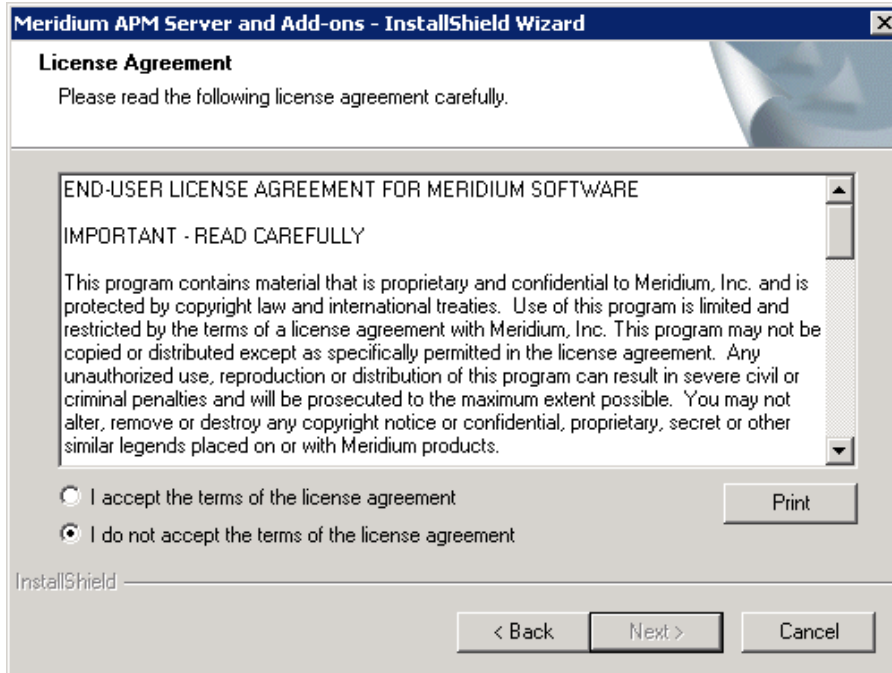 Meridium APM Server and Add-ons - InstallShield Wizard
License Agreement
Please read the following license agreement carefully.
END-USER LICENSE AGREEMENT FOR MERIDIUM SOFTWARE
IMPORTANT - READ CAREFULLY
This program contains material that is proprietary and confidential to Meridium, Inc. and is
protected by copyright law and international treaties.  Use of this program is limited and
restricted by the terms of a license agreement with Meridium, Inc. This program may not be
copied or distributed except as specifically permitted in the license agreement.  Any
unauthorized use, reproduction or distribution of this program can result in severe civil or
criminal penalties and will be prosecuted to the maximum extent possible.  You may not
alter, remove or destroy any copyright notice or confidential, proprietary, secret or other
similar legends placed on or with Meridium products.
I accept the terms of the license agreement
Print
I do not accept the terms of the license agreement
InstallShield
< Back
Next >
Cancel